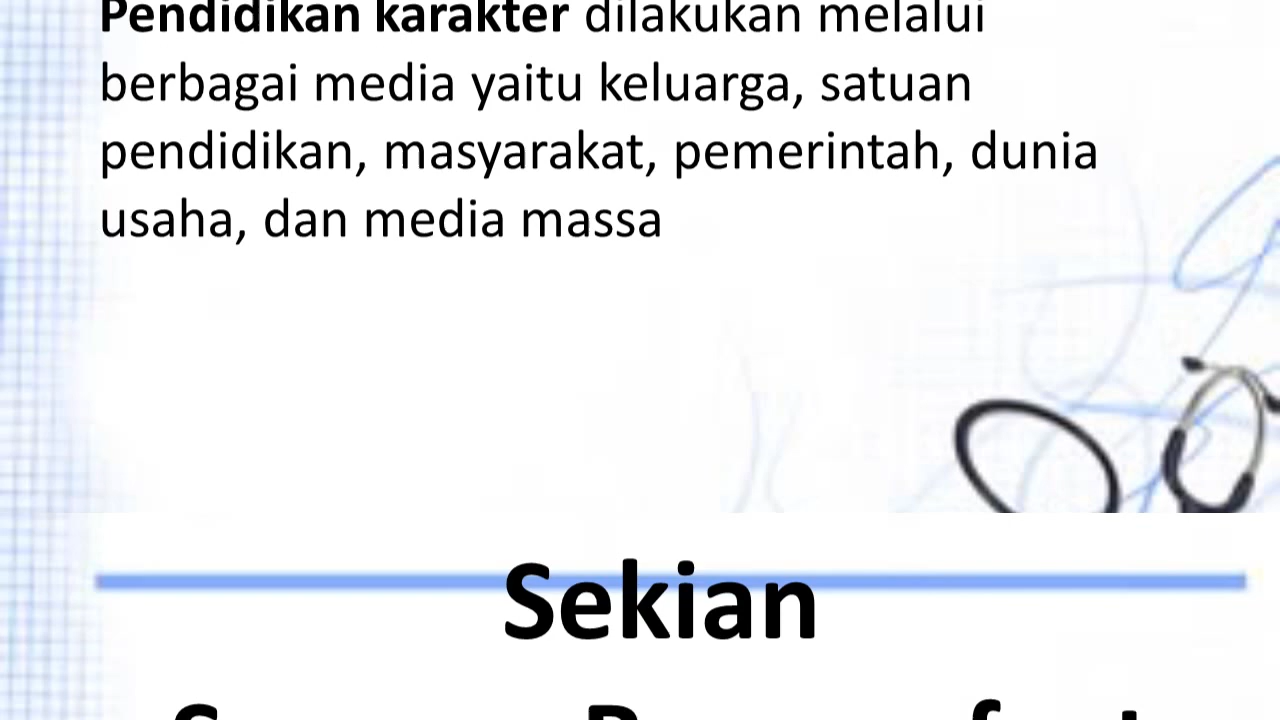 Pendidikan karakter dilakukan melalui
berbagai media yaitu keluarga, satuan
pendidikan, masyarakat, pemerintah, dunia
usaha, dan media massa
Sekian